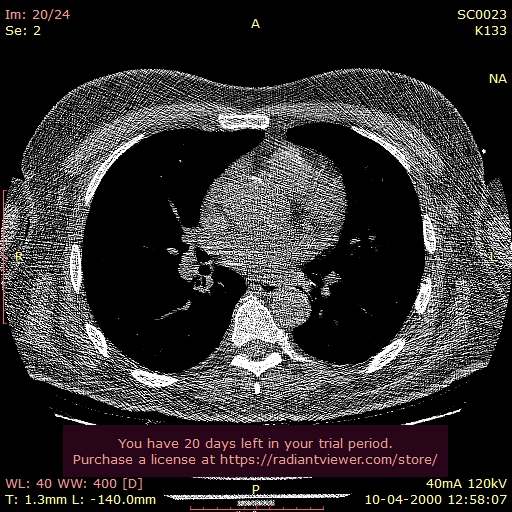 Im: 20/24
Se: 2
A
SC0023
K133
NA
R
L
You have 20 days left in your trial period.
Purchase a license at https://radiantviewer.com/store/
WL: 40 WW: 400 [D]
T: 1.3mm L: -140.0mm
P
40mA 120kV
10-04-2000 12:58:07